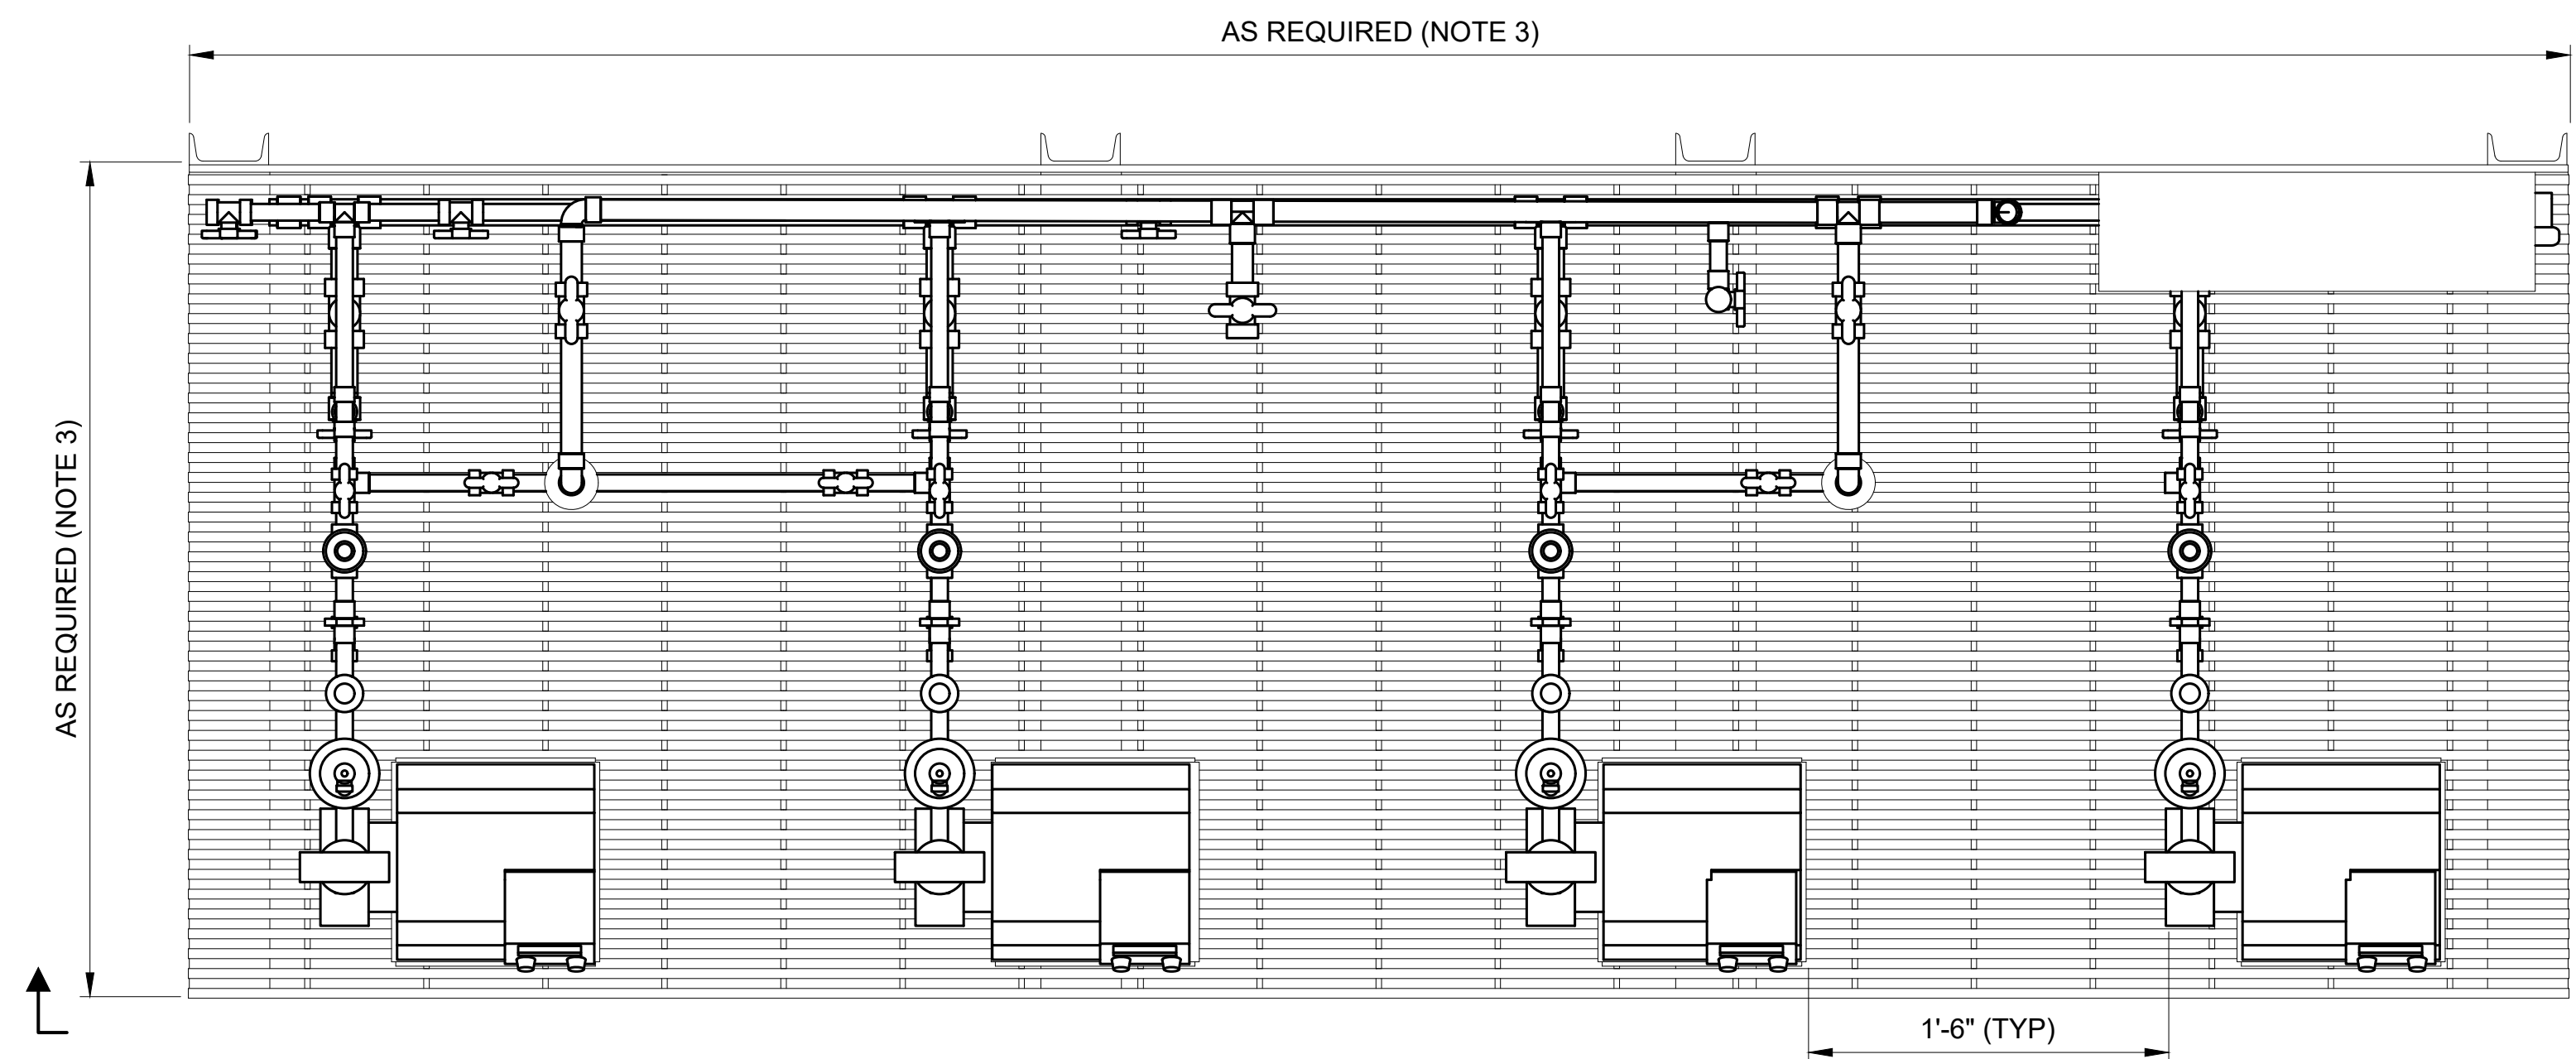 AS REQUIRED (NOTE 3)
AS REQUIRED (NOTE 3)
1'-6" (TYP)